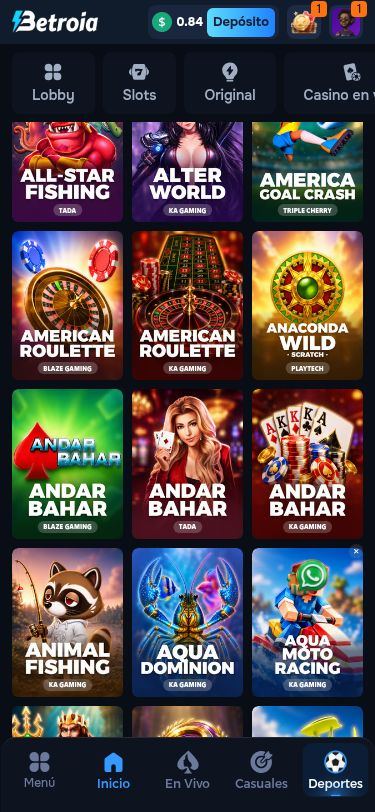 Betroia
$ 0.84 Depósito 1 1
Lobby Slots Original Casino en v
7
ALL-STAR
FISHING
TADA
ALTER
WORLD
KA GAMING
AMERICA
GOAL CRASH
TRIPLE CHERRY
AMERICAN
ROULETTE
BLAZE GAMING
AMERICAN
ROULETTE
KA GAMING
ANACONDA
WILD
· SCRATCH ·
PLAYTECH
ANDAR
BAHAR
ANDAR
BAHAR
BLAZE GAMING
ANDAR
BAHAR
TADA
A K K K A
ANDAR
BAHAR
KA GAMING
ANIMAL
FISHING
KA GAMING
AQUA
DOMINION
KA GAMING
×
AQUA
MOTO
RACING
KA GAMING
Menú Inicio En Vivo Casuales Deportes